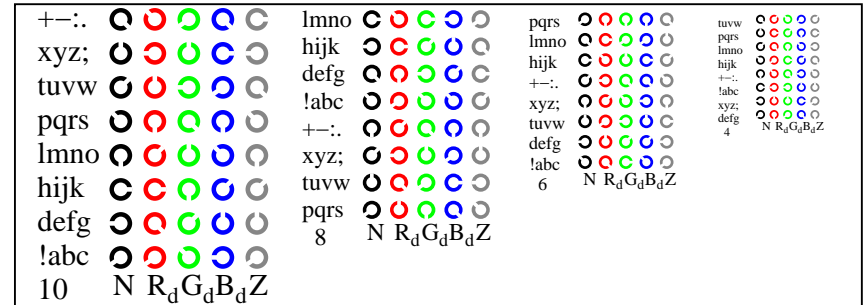 +−:.
xyz;
tuvw
pqrs
lmno
hijk
defg
!abc
10 N RdGdBdZ
lmno
hijk
defg
!abc
+−:.
xyz;
tuvw
pqrs
8 N RdGdBdZ
pqrs
lmno
hijk
+−:.
xyz;
tuvw
defg
!abc
6 N RdGdBdZ
tuvw
pqrs
lmno
hijk
+−:.
!abc
xyz;
defg
4 N RdGdBdZ